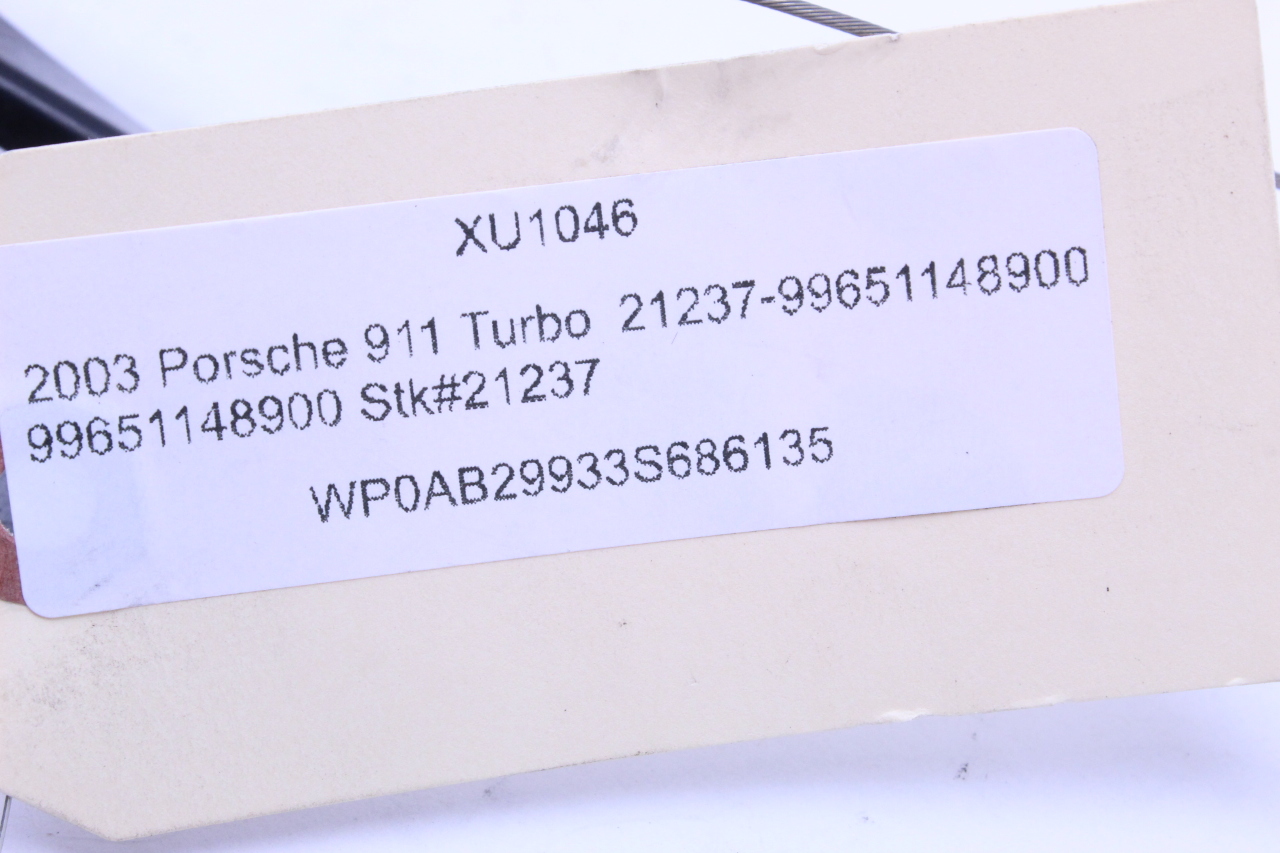 XU1046
2003 Porsche 911 Turbo 21237-99651148900
99651148900 Stk#21237
WP0AB29933S686135